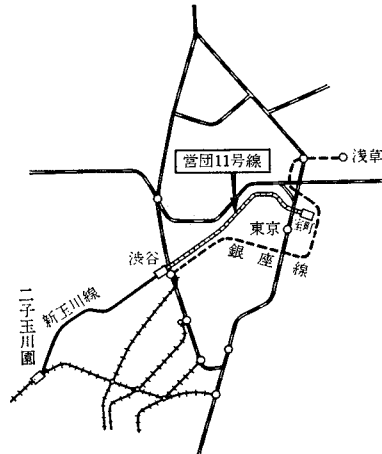 営団11号線
浅草
東京
銀座線
渋谷
新玉川線
二子玉川園